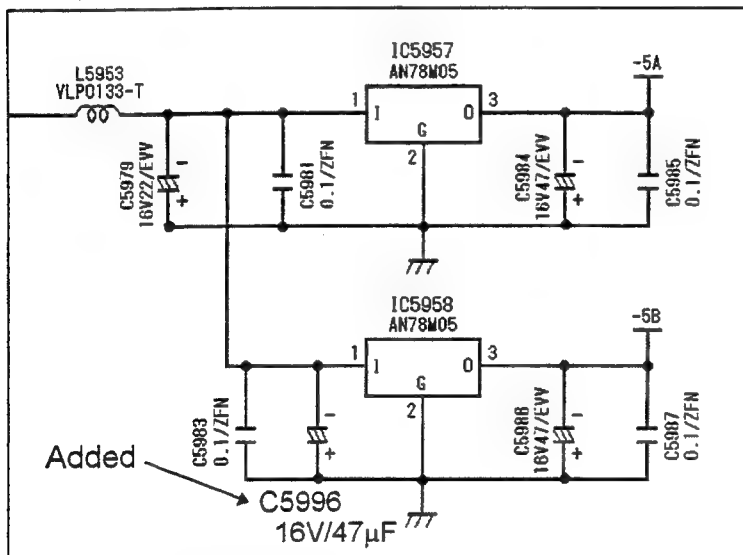 IC5957
AN78M05
L5953
VLP0133-T
-5A
1
I
O
3
G
2
C5979
16V22/EVV
-
+
C5981
0.1/ZFN
C5984
16V47/EVV
-
+
C5985
0.1/ZFN
IC5958
AN78M05
-5B
1
I
O
3
G
2
C5983
0.1/ZFN
-
+
C5986
16V47/EVV
-
+
C5987
0.1/ZFN
Added
C5996
16V/47µF